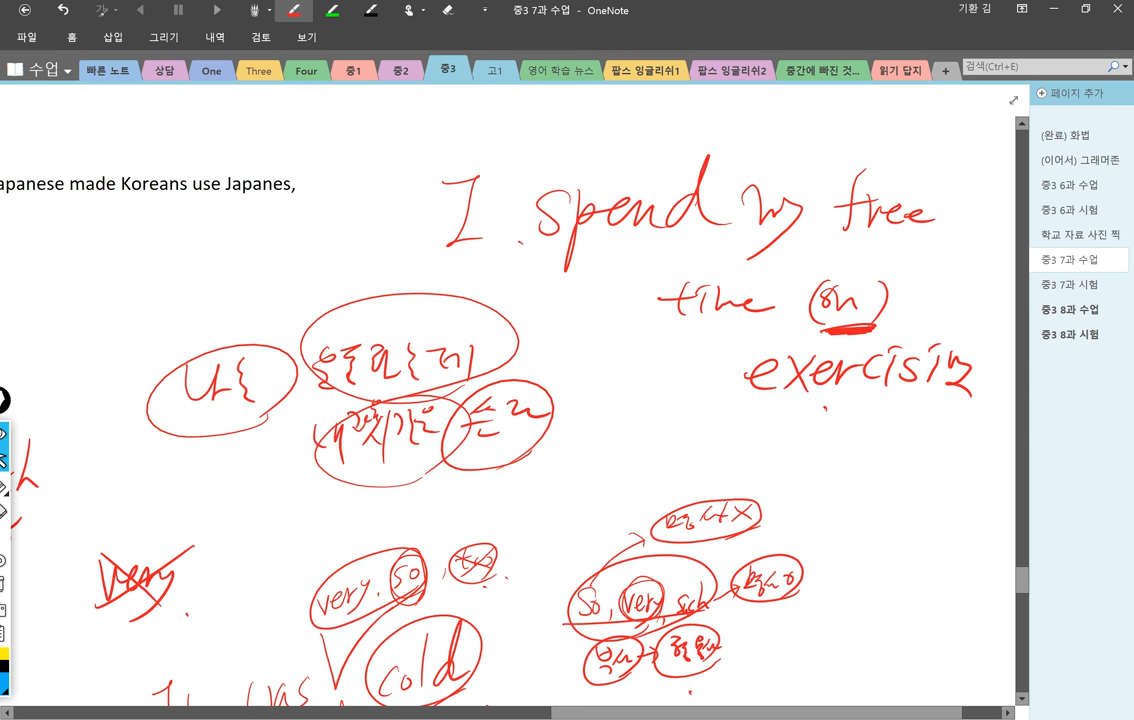 중3 7과 수업 - OneNote
기환 김
파일 홈 삽입 그리기 내역 검토 보기
수업 빠른 노트 상담 One Three Four 중1 중2 중3 고1 영어 학습 뉴스 팝스 잉글리쉬1 팝스 잉글리쉬2 중간에 빠진 것... 읽기 답지 + 검색(Ctrl+E)
페이지 추가
(완료) 화법
(이어서) 그래머존
중3 6과 수업
중3 6과 시험
학교 자료 사진 찍
중3 7과 수업
중3 7과 시험
중3 8과 수업
중3 8과 시험
apanese made Koreans use Japanes,
I spend my free
time (on)
exercising
나는 운동하는데
내 시간을 쓴다
명사 X
very
very, so, too
So, very, such
명사 O
부사 → 형용사
cold
was